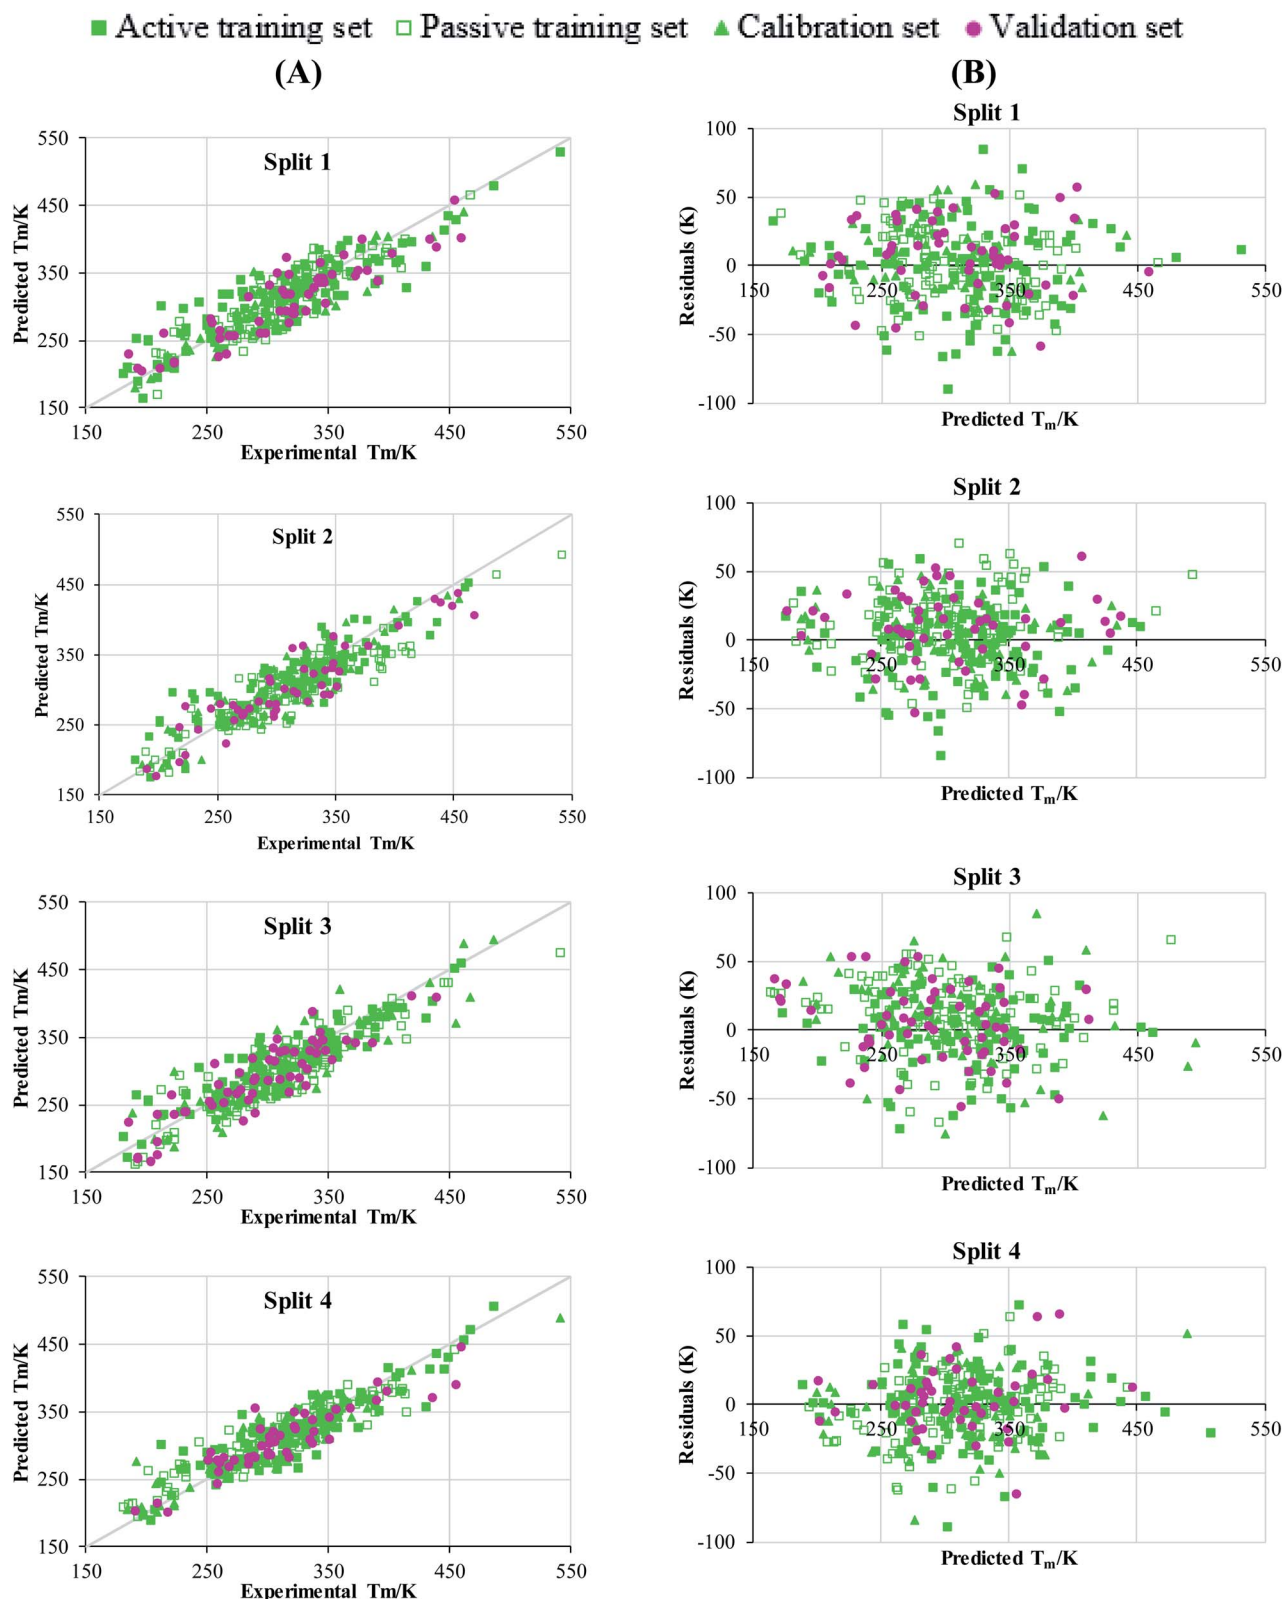 Active training set Passive training set Calibration set Validation set
(A) (B)
Split 1
550
450
350
250
150
150 250 350 450 550
Predicted Tm/K
Experimental Tm/K
Split 1
100
50
0
-50
-100
150 250 350 450 550
Residuals (K)
Predicted Tm/K
Split 2
550
450
350
250
150
150 250 350 450 550
Predicted Tm/K
Experimental Tm/K
Split 2
100
50
0
-50
-100
150 250 350 450 550
Residuals (K)
Predicted Tm/K
Split 3
550
450
350
250
150
150 250 350 450 550
Predicted Tm/K
Experimental Tm/K
Split 3
100
50
0
-50
-100
150 250 350 450 550
Residuals (K)
Predicted Tm/K
Split 4
550
450
350
250
150
150 250 350 450 550
Predicted Tm/K
Experimental Tm/K
Split 4
100
50
0
-50
-100
150 250 350 450 550
Residuals (K)
Predicted Tm/K